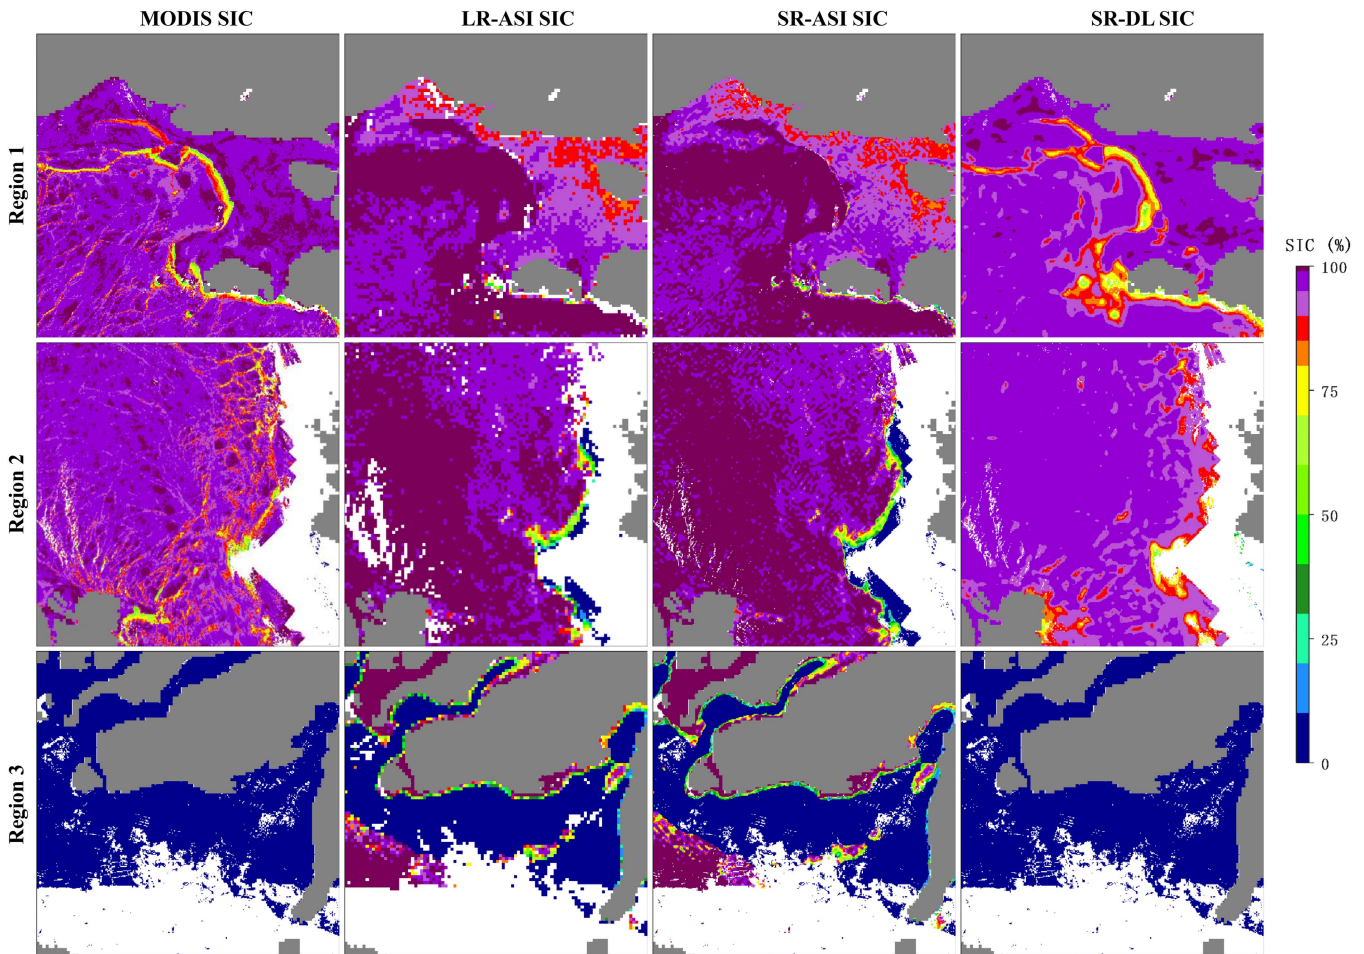 MODIS SIC LR-ASI SIC SR-ASI SIC SR-DL SIC
Region 1
SIC (%)
100
75
Region 2
50
25
0
Region 3